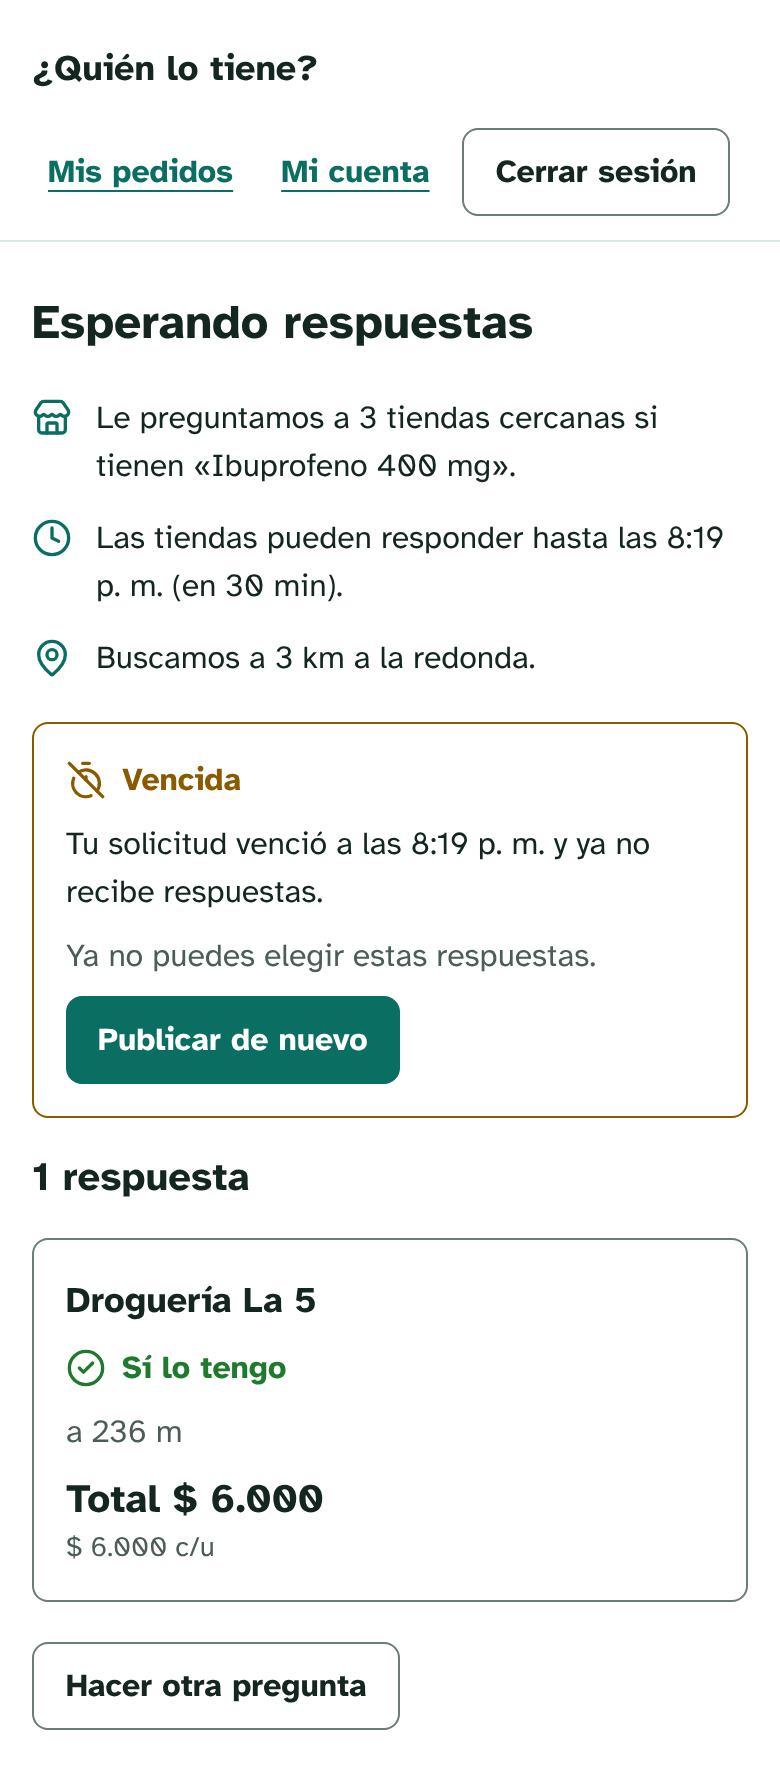 ¿Quién lo tiene?
Mis pedidos
Mi cuenta
Cerrar sesión
Esperando respuestas
Le preguntamos a 3 tiendas cercanas si
tienen «Ibuprofeno 400 mg».
Las tiendas pueden responder hasta las 8:19
p. m. (en 30 min).
Buscamos a 3 km a la redonda.
Vencida
Tu solicitud venció a las 8:19 p. m. y ya no
recibe respuestas.
Ya no puedes elegir estas respuestas.
Publicar de nuevo
1 respuesta
Droguería La 5
Sí lo tengo
a 236 m
Total $ 6.000
$ 6.000 c/u
Hacer otra pregunta